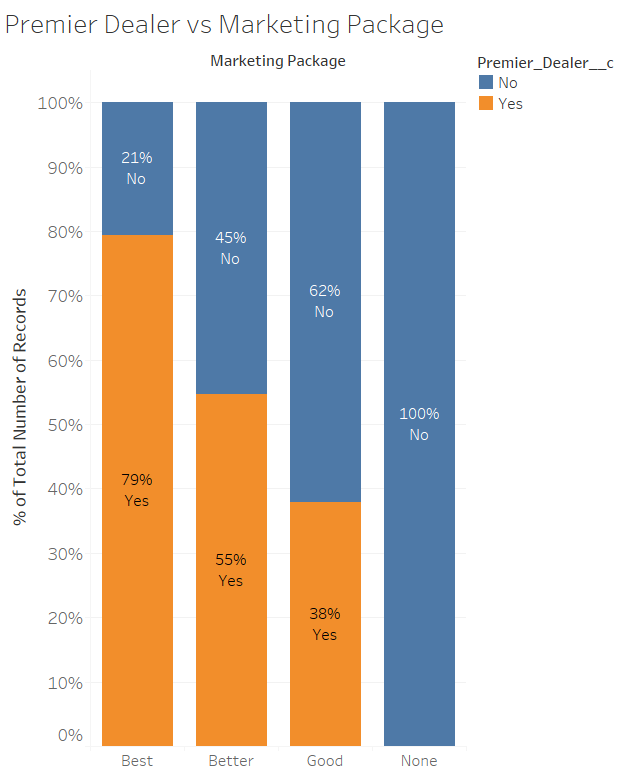 Premier Dealer vs Marketing Package
Marketing Package
Premier_Dealer__c
No
Yes
% of Total Number of Records
100%
90%
80%
70%
60%
50%
40%
30%
20%
10%
0%
21%
No
79%
Yes
45%
No
55%
Yes
62%
No
38%
Yes
100%
No
Best
Better
Good
None